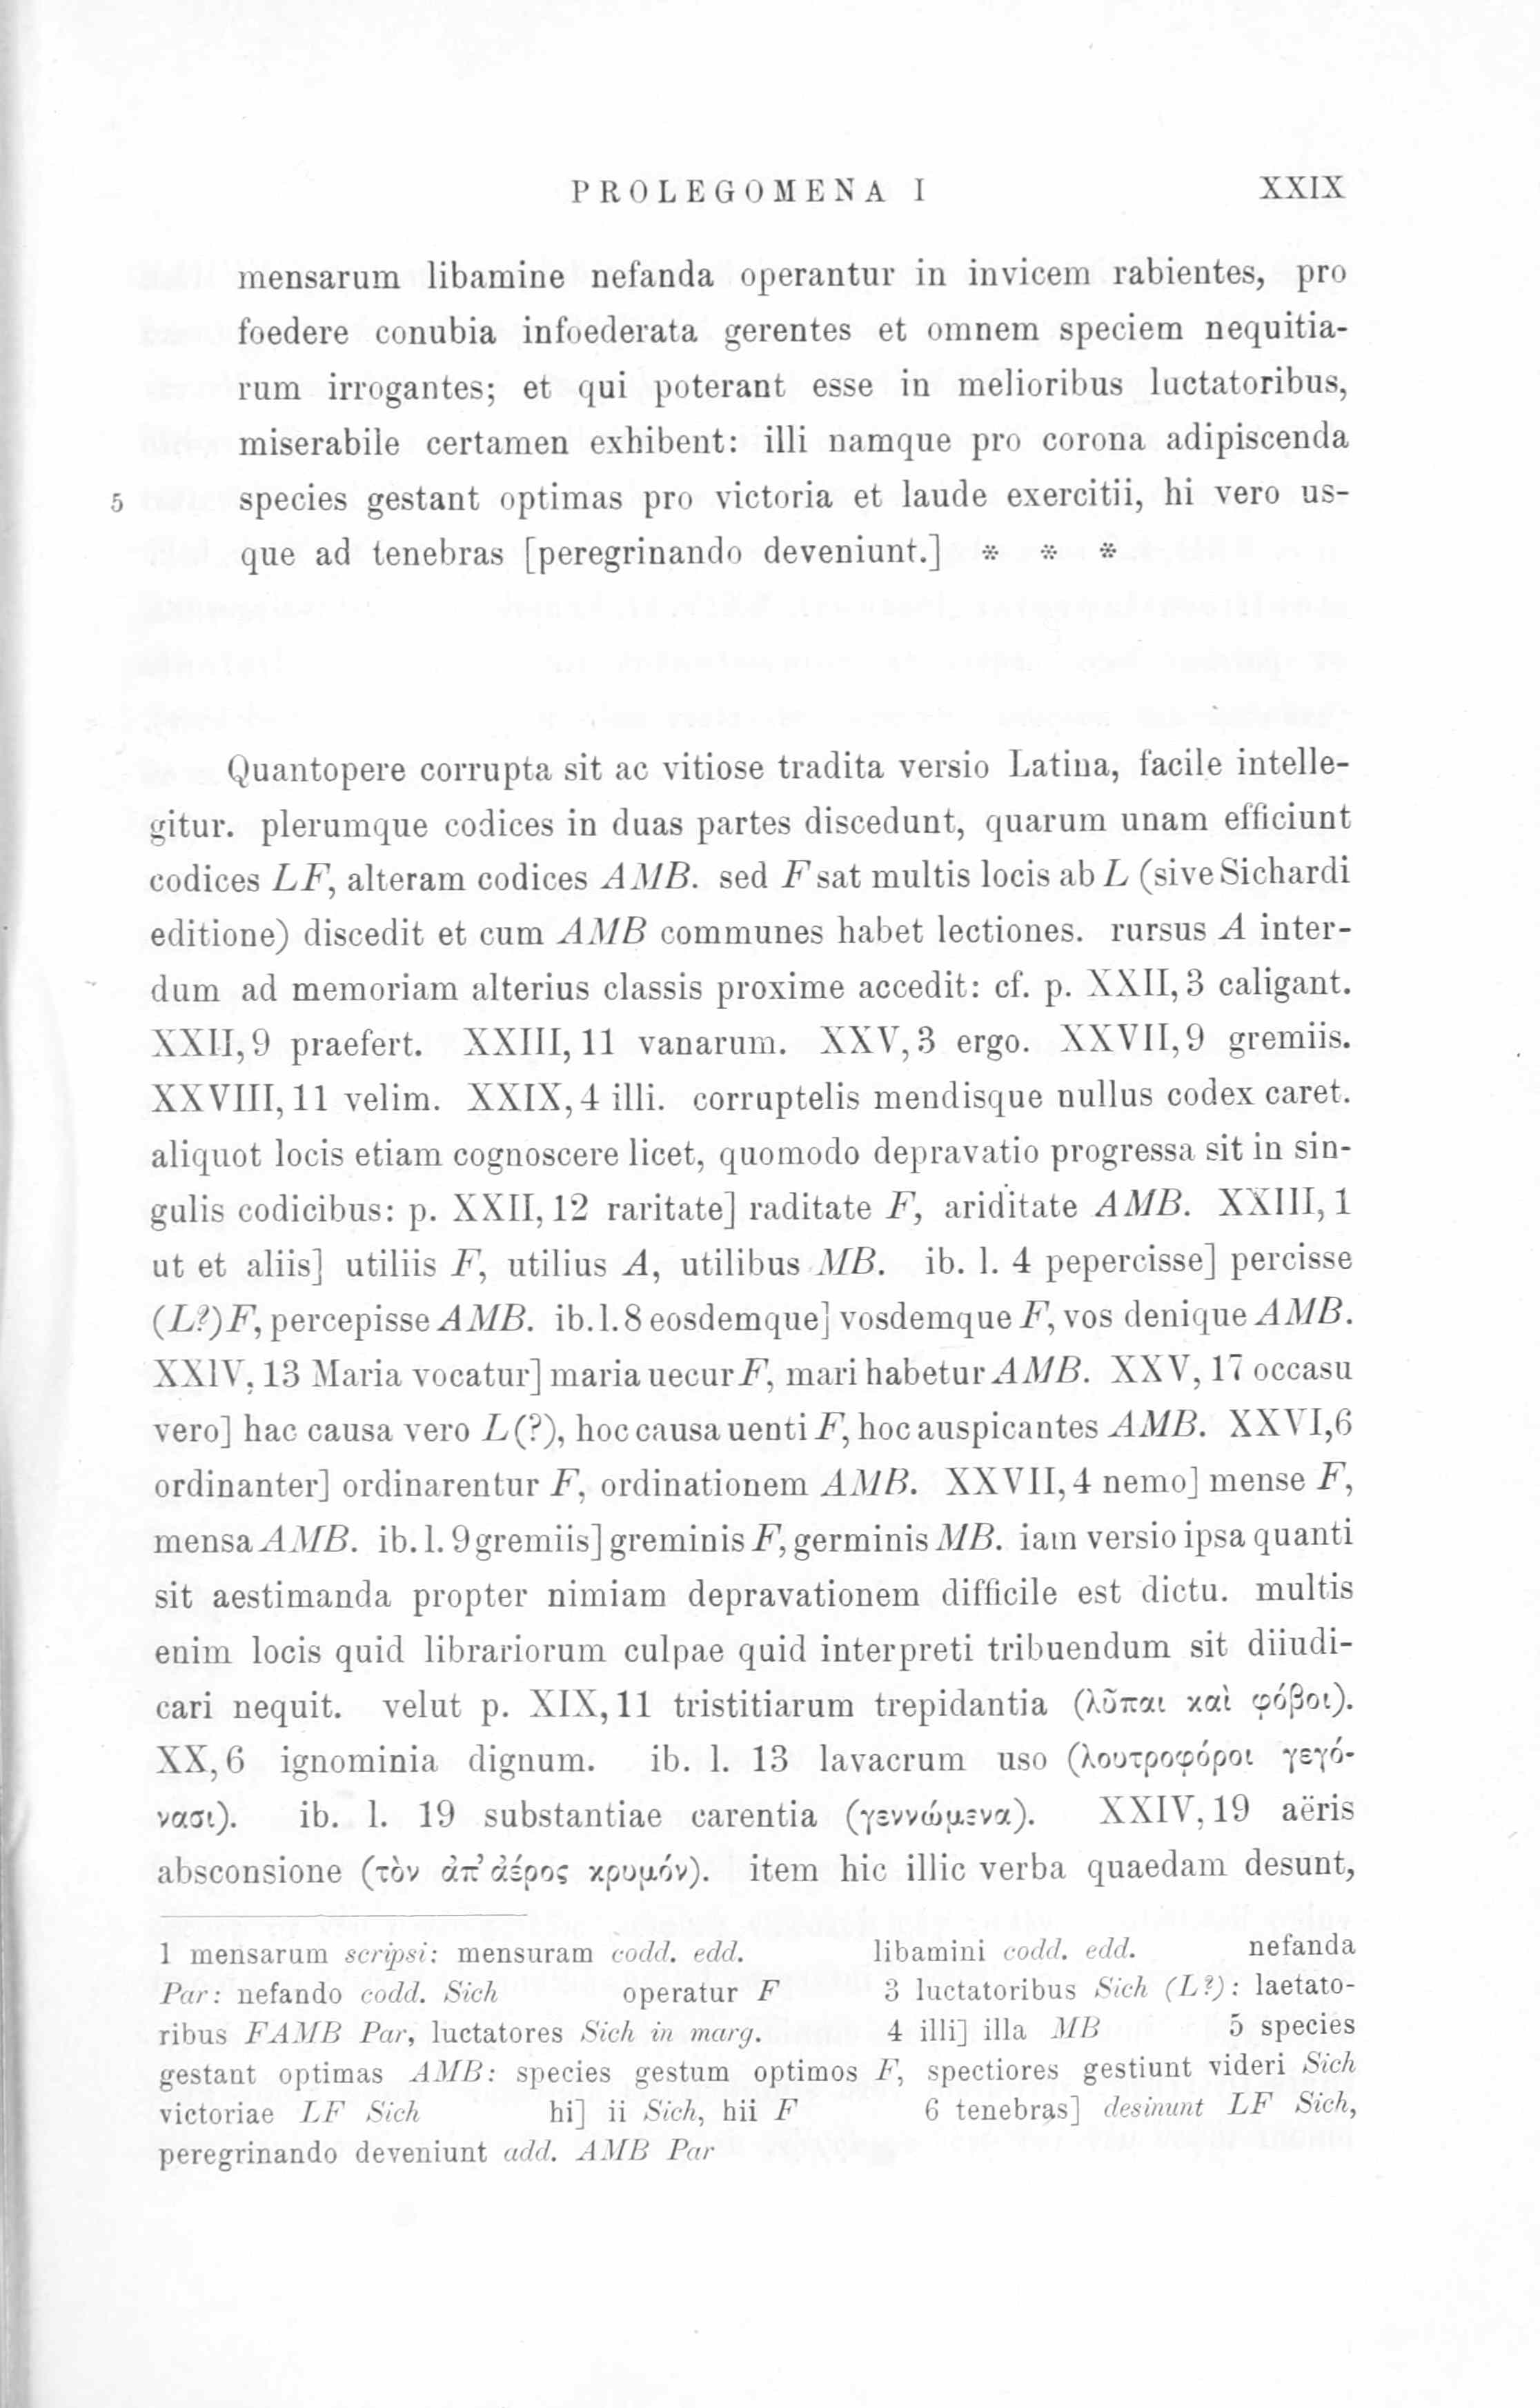 PROLEGOMENA I XXIX
mensarum libamine nefanda operantur in invicem rabientes, pro
foedere conubia infoederata gerentes et omnem speciem nequitia-
rum irrogantes; et qui poterant esse in melioribus luctatoribus,
miserabile certamen exhibent: illi namque pro corona adipiscenda
5 species gestant optimas pro victoria et laude exercitii, hi vero us-
que ad tenebras [peregrinando deveniunt.] * * *
Quantopere corrupta sit ac vitiose tradita versio Latina, facile intelle-
gitur. plerumque codices in duas partes discedunt, quarum unam efficiunt
codices LF, alteram codices AMB. sed F sat multis locis ab L (sive Sichardi
editione) discedit et cum AMB communes habet lectiones. rursus A inter-
dum ad memoriam alterius classis proxime accedit: cf. p. XXII, 3 caligant.
XXII, 9 praefert. XXIII, 11 vanarum. XXV, 3 ergo. XXVII, 9 gremiis.
XXVIII, 11 velim. XXIX, 4 illi. corruptelis mendisque nullus codex caret.
aliquot locis etiam cognoscere licet, quomodo depravatio progressa sit in sin-
gulis codicibus: p. XXII, 12 raritate] raditate F, ariditate AMB. XXIII, 1
ut et aliis] utiliis F, utilius A, utilibus MB. ib. l. 4 pepercisse] percisse
(L?) F, percepisse AMB. ib. l. 8 eosdemque] vosdemque F, vos denique AMB.
XXIV, 13 Maria vocatur] maria uecur F, mari habetur AMB. XXV, 17 occasu
vero] hac causa vero L (?), hoc causa uenti F, hoc auspicantes AMB. XXVI,6
ordinanter] ordinarentur F, ordinationem AMB. XXVII, 4 nemo] mense F,
mensa AMB. ib. l. 9 gremiis] greminis F, germinis MB. iam versio ipsa quanti
sit aestimanda propter nimiam depravationem difficile est dictu. multis
enim locis quid librariorum culpae quid interpreti tribuendum sit diiudi-
cari nequit. velut p. XIX, 11 tristitiarum trepidantia (λῦπαι καὶ φόβοι).
XX, 6 ignominia dignum. ib. l. 13 lavacrum uso (λουτροφόροι γεγό-
νασι). ib. l. 19 substantiae carentia (γεννώμενα). XXIV, 19 aëris
absconsione (τὸν ἀπ’ ἀέρος κρυμόν). item hic illic verba quaedam desunt,
1 mensarum scripsi: mensuram codd. edd. libamini codd. edd. nefanda
Par: nefando codd. Sich operatur F 3 luctatoribus Sich (L?): laetato-
ribus FAMB Par, luctatores Sich in marg. 4 illi] illa MB 5 species
gestant optimas AMB: species gestum optimos F, spectiores gestiunt videri Sich
victoriae LF Sich hi] ii Sich, hii F 6 tenebras] desinunt LF Sich,
peregrinando deveniunt add. AMB Par